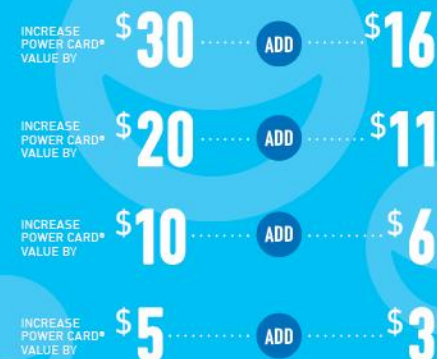 INCREASE
POWER CARD®
VALUE BY
$30 ADD $16
INCREASE
POWER CARD®
VALUE BY
$20 ADD $11
INCREASE
POWER CARD®
VALUE BY
$10 ADD $6
INCREASE
POWER CARD®
VALUE BY
$5 ADD $3